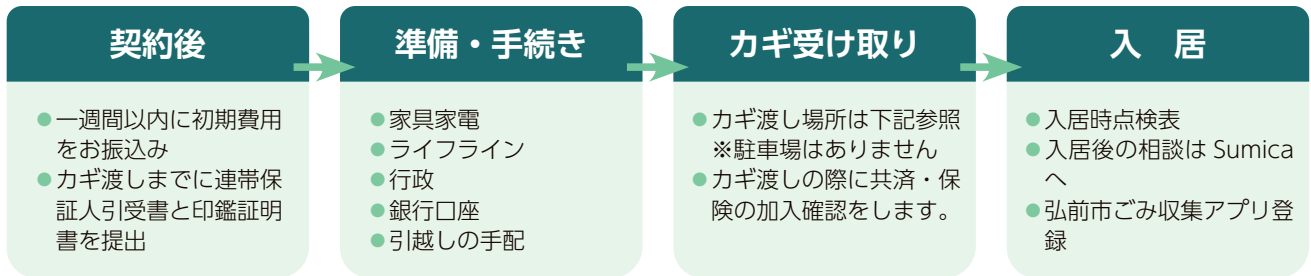 契約後
● 一週間以内に初期費用
をお振込み
● カギ渡しまでに連帯保
証人引受書と印鑑証明
書を提出
準備・手続き
● 家具家電
● ライフライン
● 行政
● 銀行口座
● 引越しの手配
カギ受け取り
● カギ渡し場所は下記参照
※駐車場はありません
● カギ渡しの際に共済・保
険の加入確認をします。
入　居
● 入居時点検表
● 入居後の相談は Sumica
へ
● 弘前市ごみ収集アプリ登
録